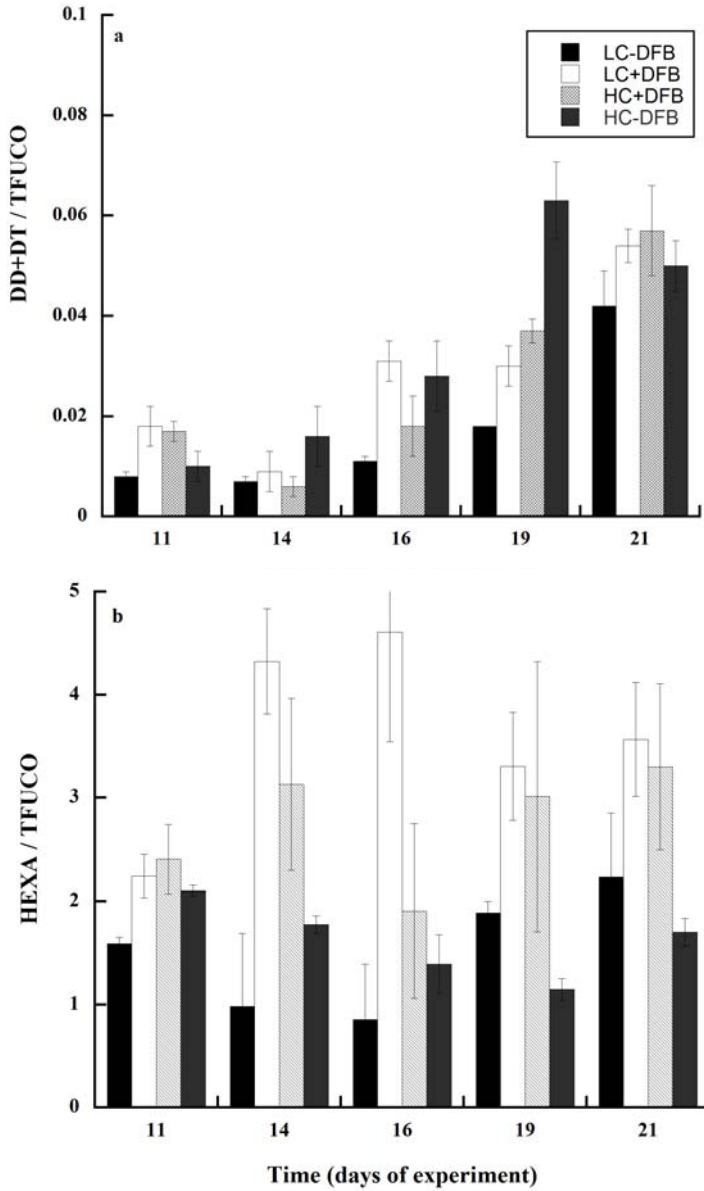 0.1
a
LC-DFB
LC+DFB
HC+DFB
HC-DFB
0.08
0.06
0.04
0.02
0
DD+DT / TFUCO
11 14 16 19 21
5
b
4
3
2
1
0
HEXA / TFUCO
11 14 16 19 21
Time (days of experiment)